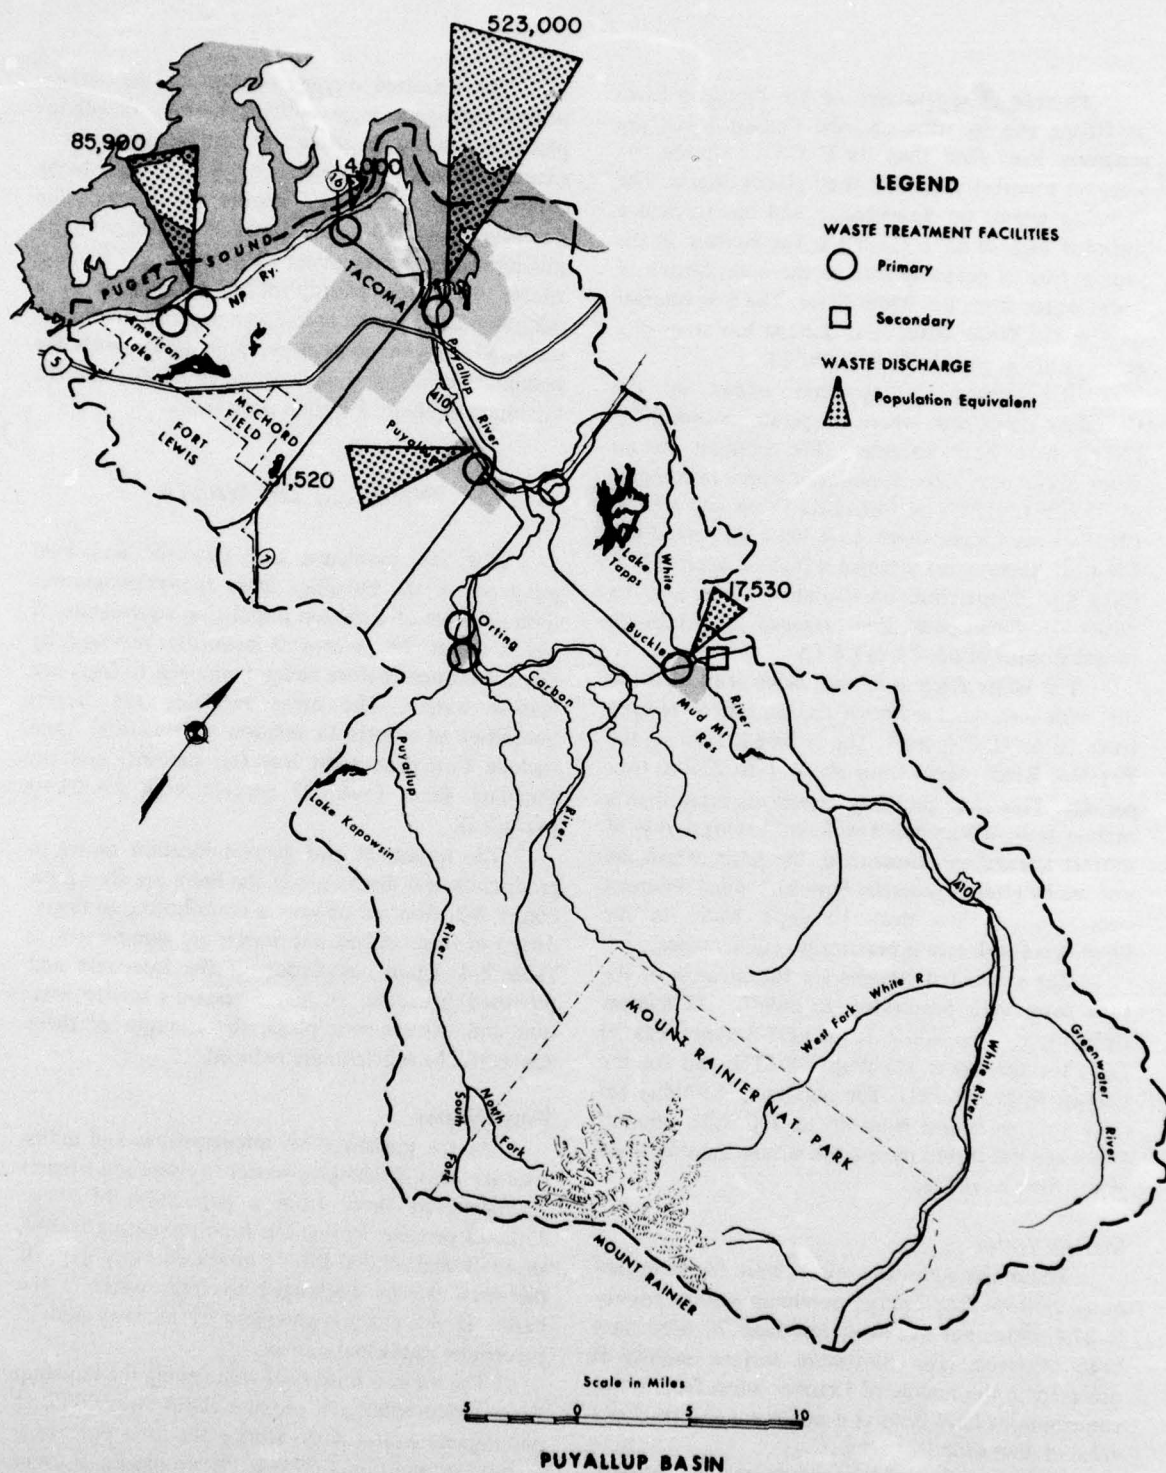 523,000
85,900
4,000
16
LEGEND
WASTE TREATMENT FACILITIES
Primary
Secondary
WASTE DISCHARGE
Population Equivalent
PUGET SOUND
NP Ry.
TACOMA
American
Lake
5
McCHORD
FIELD
FORT
LEWIS
410
Puyallup
River
Puyallup
1,520
7
Lake
Tapps
White
River
17,530
Buckley
Orting
Carbon
River
Mud Mt
Res
Puyallup
River
Lake Kapowsin
410
MOUNT RAINIER NAT. PARK
West Fork White R
White River
Greenwater
River
North
Fork
South
Fork
MOUNT RAINIER
Scale in Miles
5 0 5 10
PUYALLUP BASIN